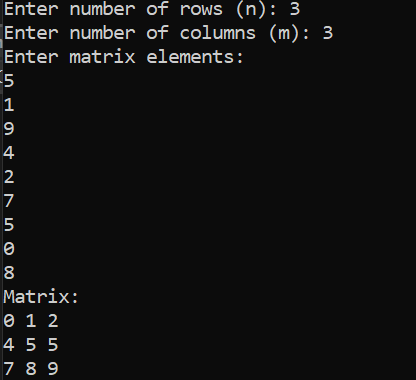 Enter number of rows (n): 3
Enter number of columns (m): 3
Enter matrix elements:
5
1
9
4
2
7
5
0
8
Matrix:
0 1 2
4 5 5
7 8 9